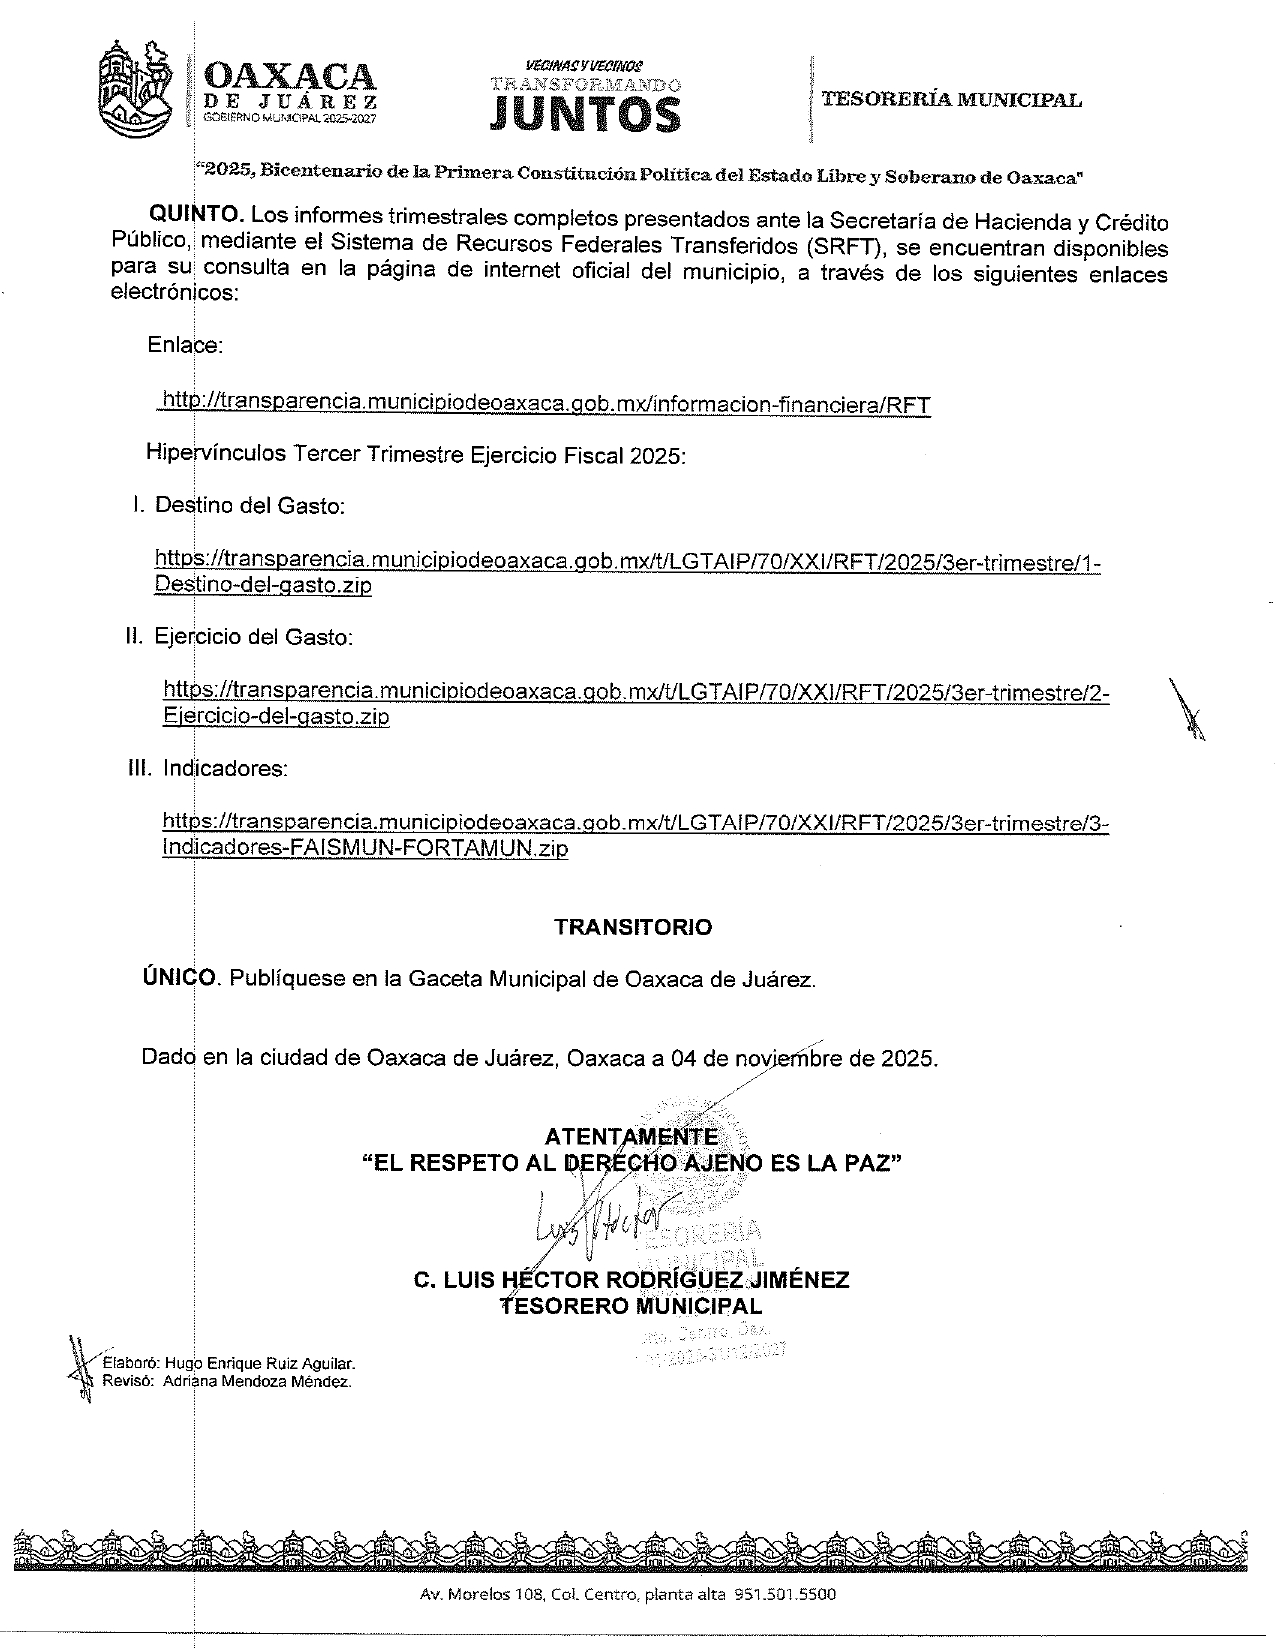 OAXACA
DE JUÁREZ
GOBIERNO MUNICIPAL 2025-2027
VECINAS Y VECINOS
TRANSFORMANDO
JUNTOS
TESORERÍA MUNICIPAL
"2025, Bicentenario de la Primera Constitución Política del Estado Libre y Soberano de Oaxaca"
QUINTO. Los informes trimestrales completos presentados ante la Secretaría de Hacienda y Crédito
Público, mediante el Sistema de Recursos Federales Transferidos (SRFT), se encuentran disponibles
para su consulta en la página de internet oficial del municipio, a través de los siguientes enlaces
electrónicos:
Enlace:
http://transparencia.municipiodeoaxaca.gob.mx/informacion-financiera/RFT
Hipervínculos Tercer Trimestre Ejercicio Fiscal 2025:
I. Destino del Gasto:
https://transparencia.municipiodeoaxaca.gob.mx/t/LGTAIP/70/XXI/RFT/2025/3er-trimestre/1-
Destino-del-gasto.zip
II. Ejercicio del Gasto:
https://transparencia.municipiodeoaxaca.gob.mx/t/LGTAIP/70/XXI/RFT/2025/3er-trimestre/2-
Ejercicio-del-gasto.zip
III. Indicadores:
https://transparencia.municipiodeoaxaca.gob.mx/t/LGTAIP/70/XXI/RFT/2025/3er-trimestre/3-
Indicadores-FAISMUN-FORTAMUN.zip
TRANSITORIO
ÚNICO. Publíquese en la Gaceta Municipal de Oaxaca de Juárez.
Dado en la ciudad de Oaxaca de Juárez, Oaxaca a 04 de noviembre de 2025.
ATENTAMENTE
“EL RESPETO AL DERECHO AJENO ES LA PAZ”
Luis Héctor
TESORERÍA
MUNICIPAL
C. LUIS HÉCTOR RODRÍGUEZ JIMÉNEZ
TESORERO MUNICIPAL
Dto. Centro, Oax.
Elaboró: Hugo Enrique Ruiz Aguilar.
Revisó: Adriana Mendoza Méndez.
Av. Morelos 108, Col. Centro, planta alta 951.501.5500